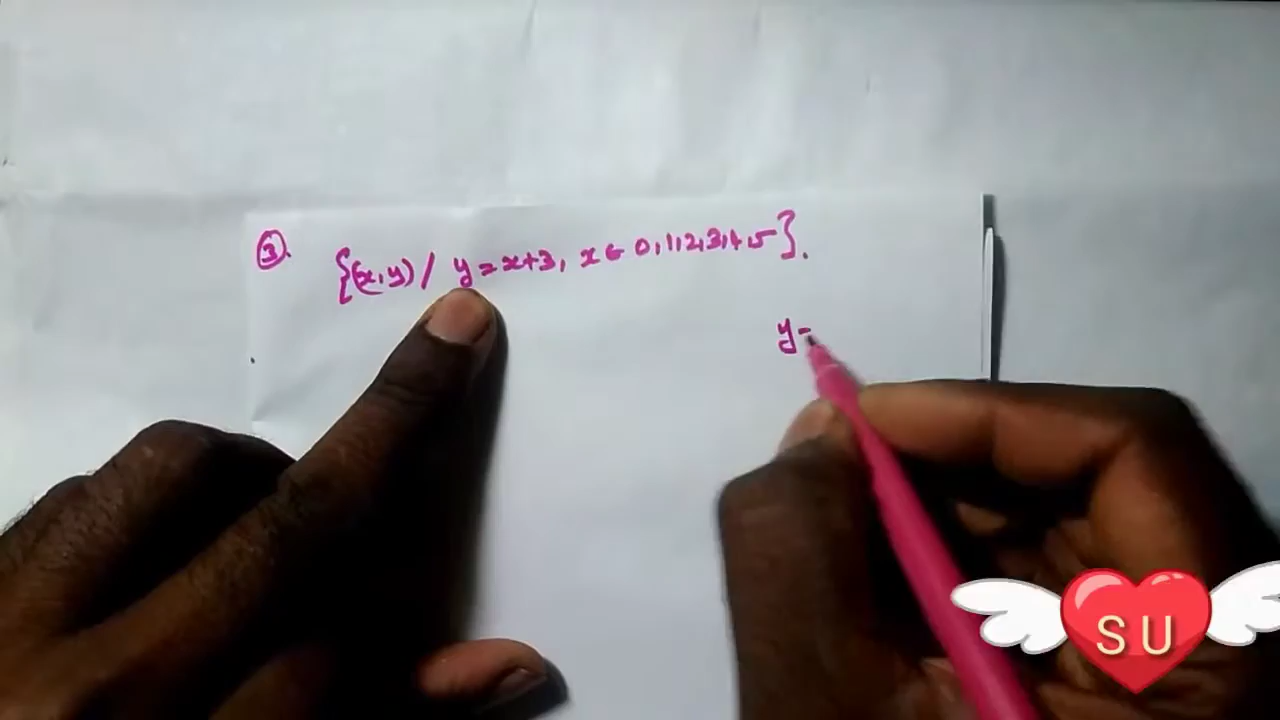 ③. {(x,y) / y=x+3, x ∈ 0,1,2,3,4,5}.
y=
SU